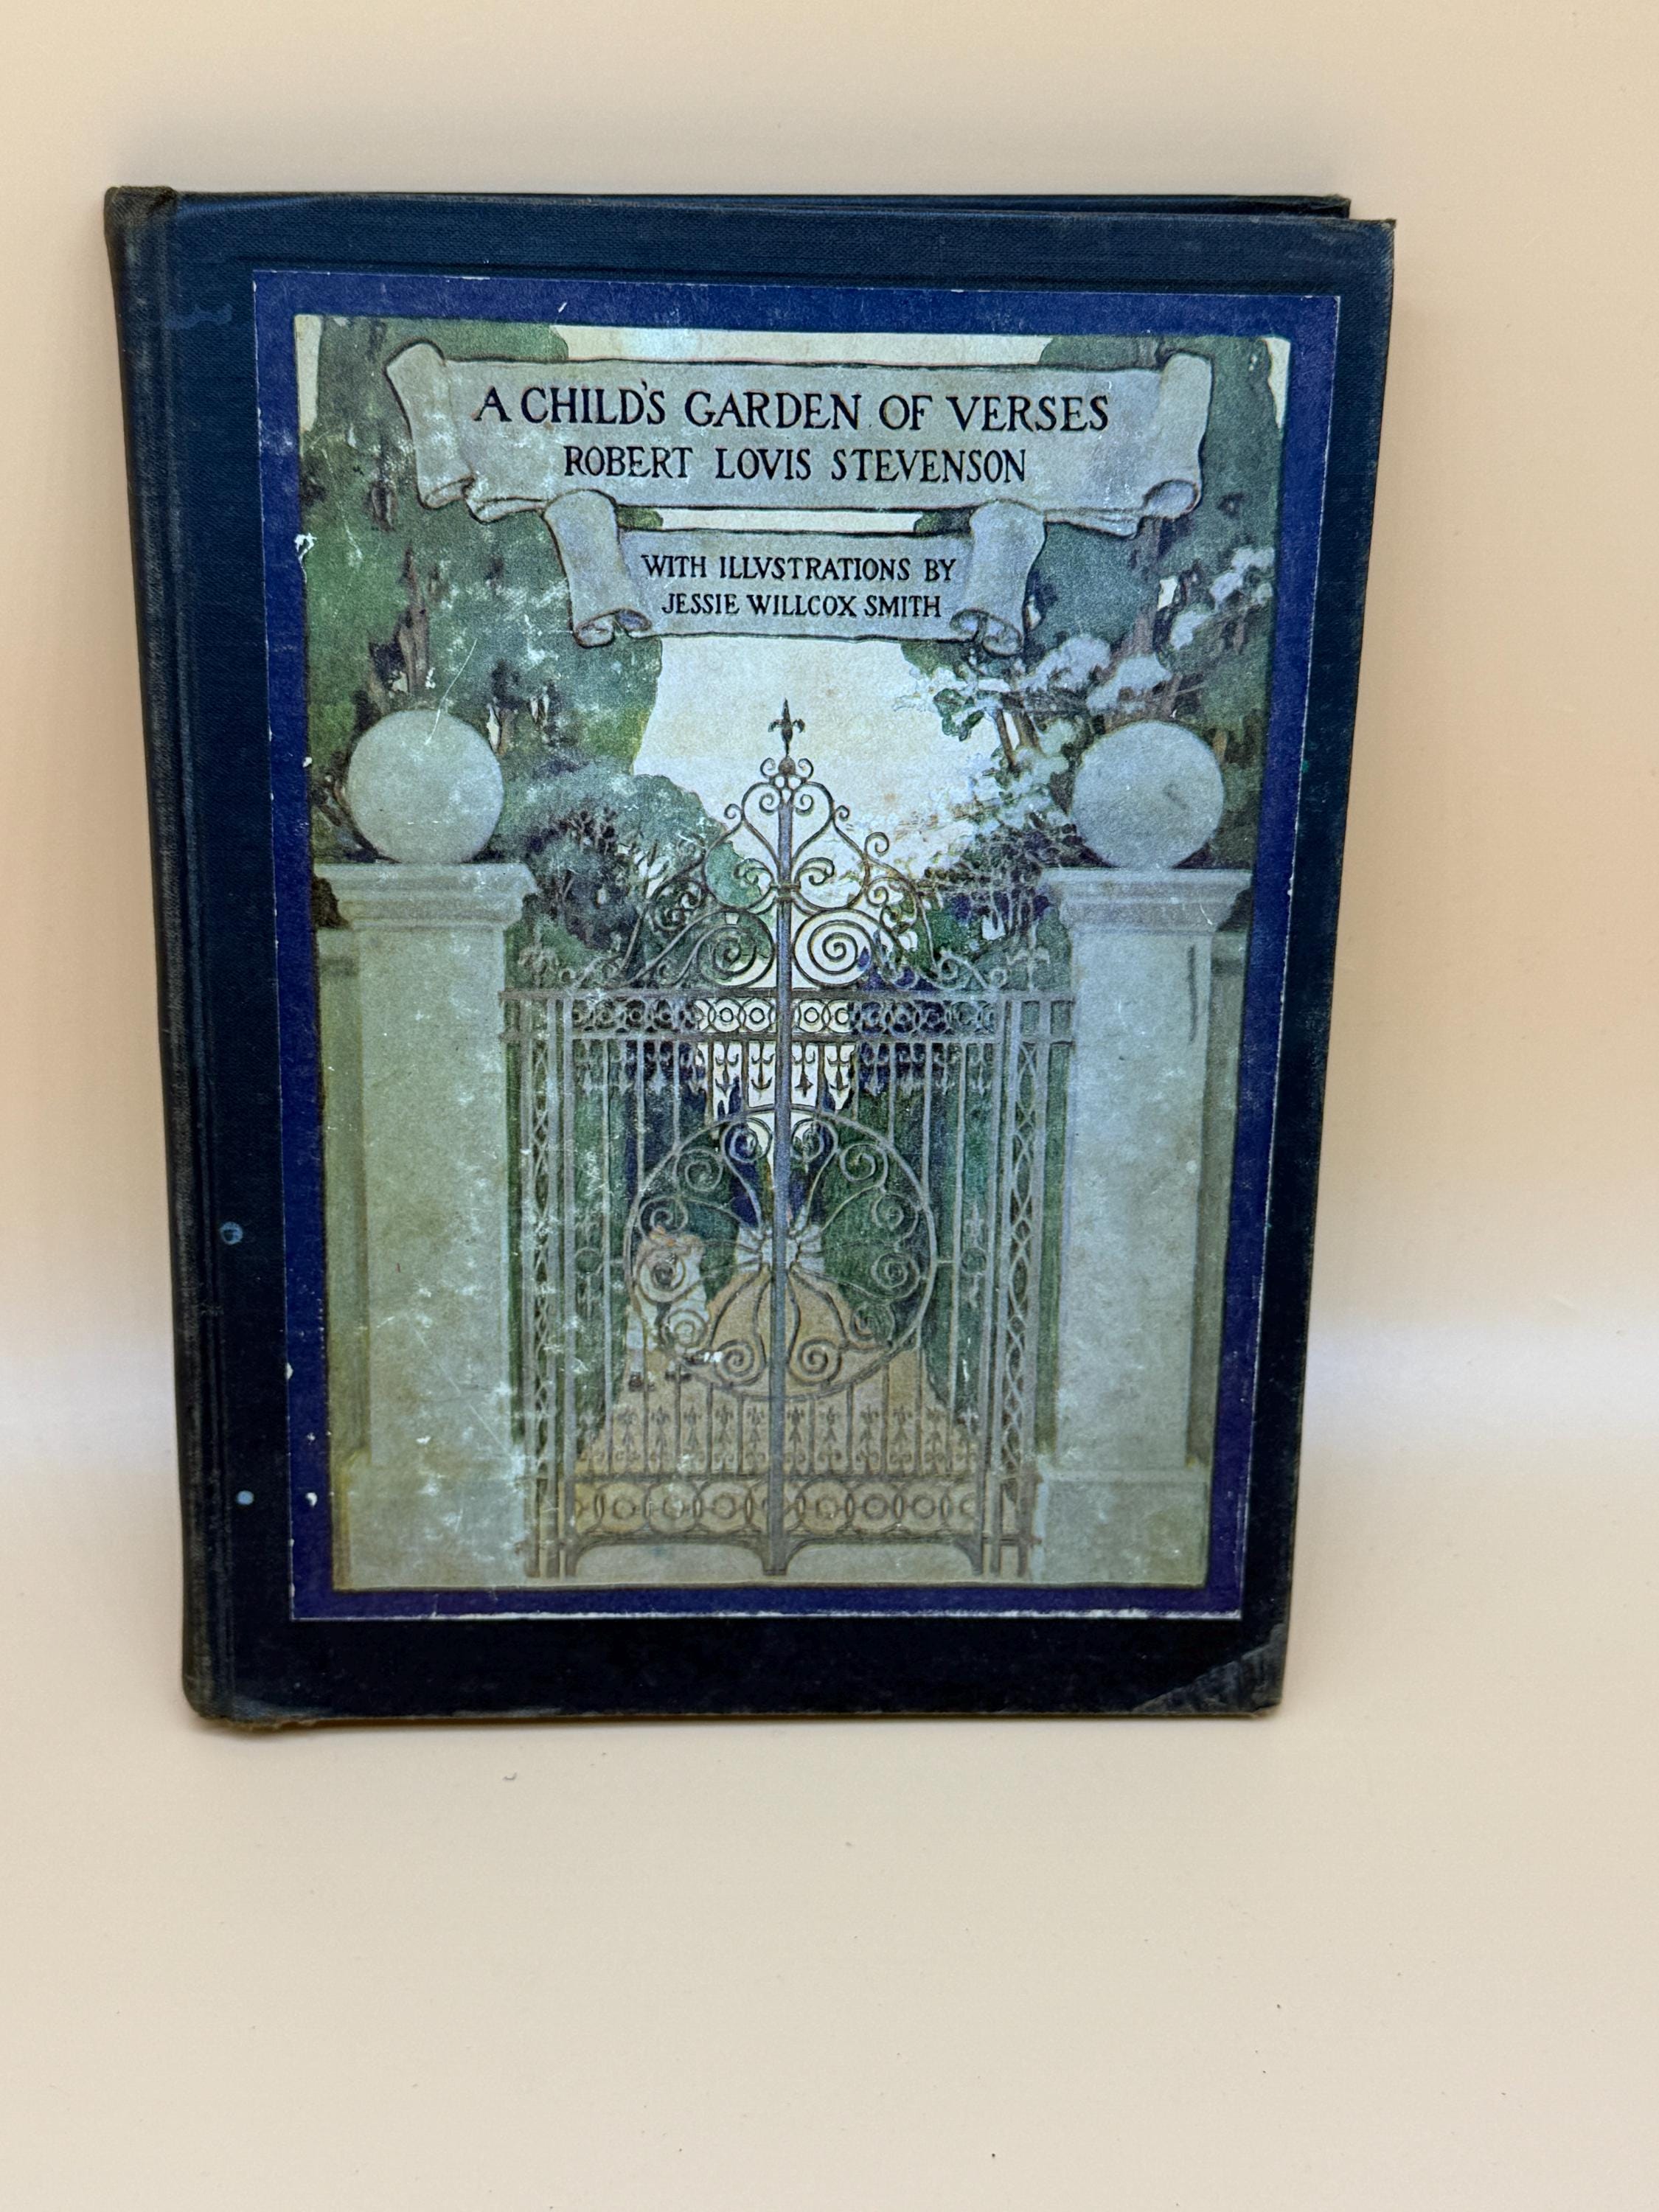 A CHILD'S GARDEN OF VERSES
ROBERT LOVIS STEVENSON
WITH ILLVSTRATIONS BY
JESSIE WILLCOX SMITH